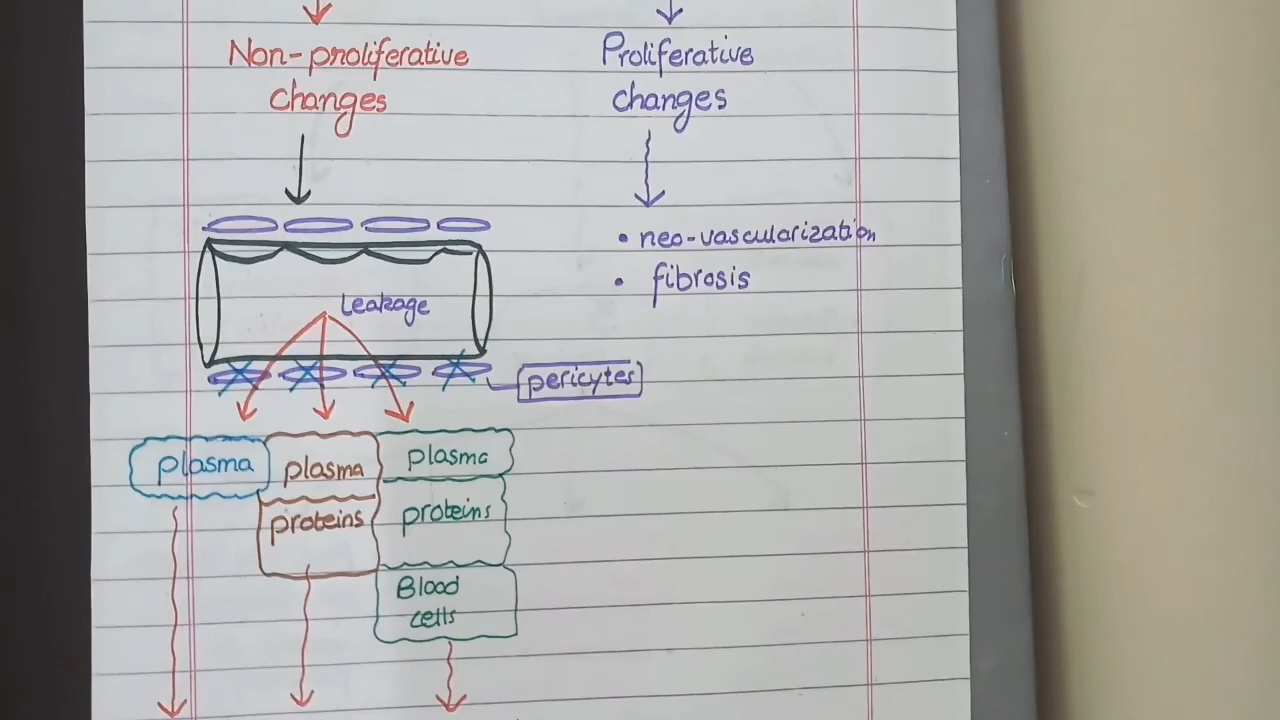 Non-proliferative
changes
Proliferative
changes
• neo-vascularization
• fibrosis
Leakage
pericytes
plasma
plasma
proteins
plasma
proteins
Blood
cells